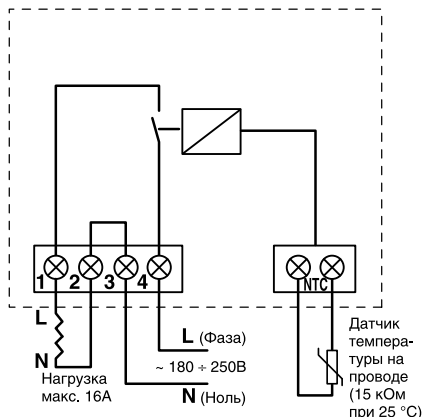 1 2 3 4
NTC
L
N
Нагрузка
макс. 16А
L (Фаза)
~ 180 ÷ 250В
N (Ноль)
Датчик
темпера-
туры на
проводе
(15 кОм
при 25 °C)